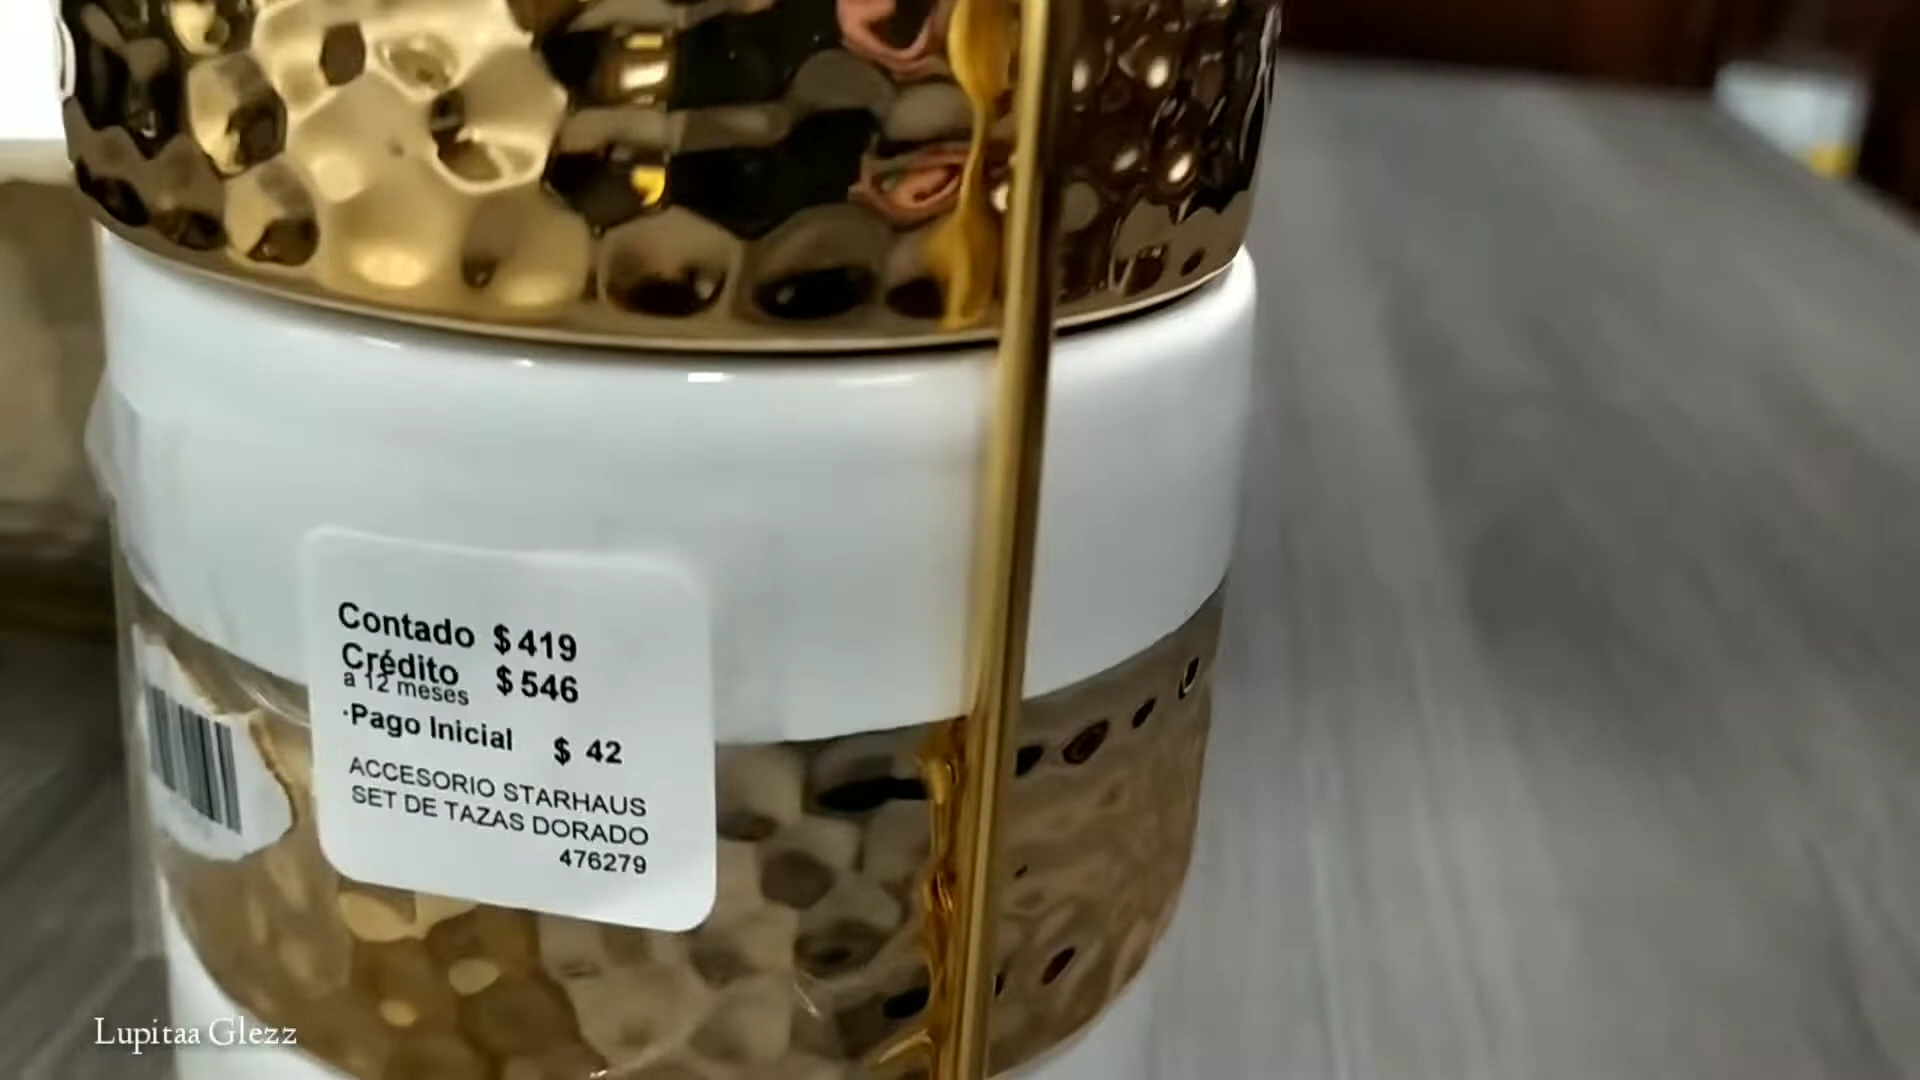 Contado $419
Crédito $546
a 12 meses
·Pago Inicial $ 42
ACCESORIO STARHAUS
SET DE TAZAS DORADO
476279
Lupitaa Glezz